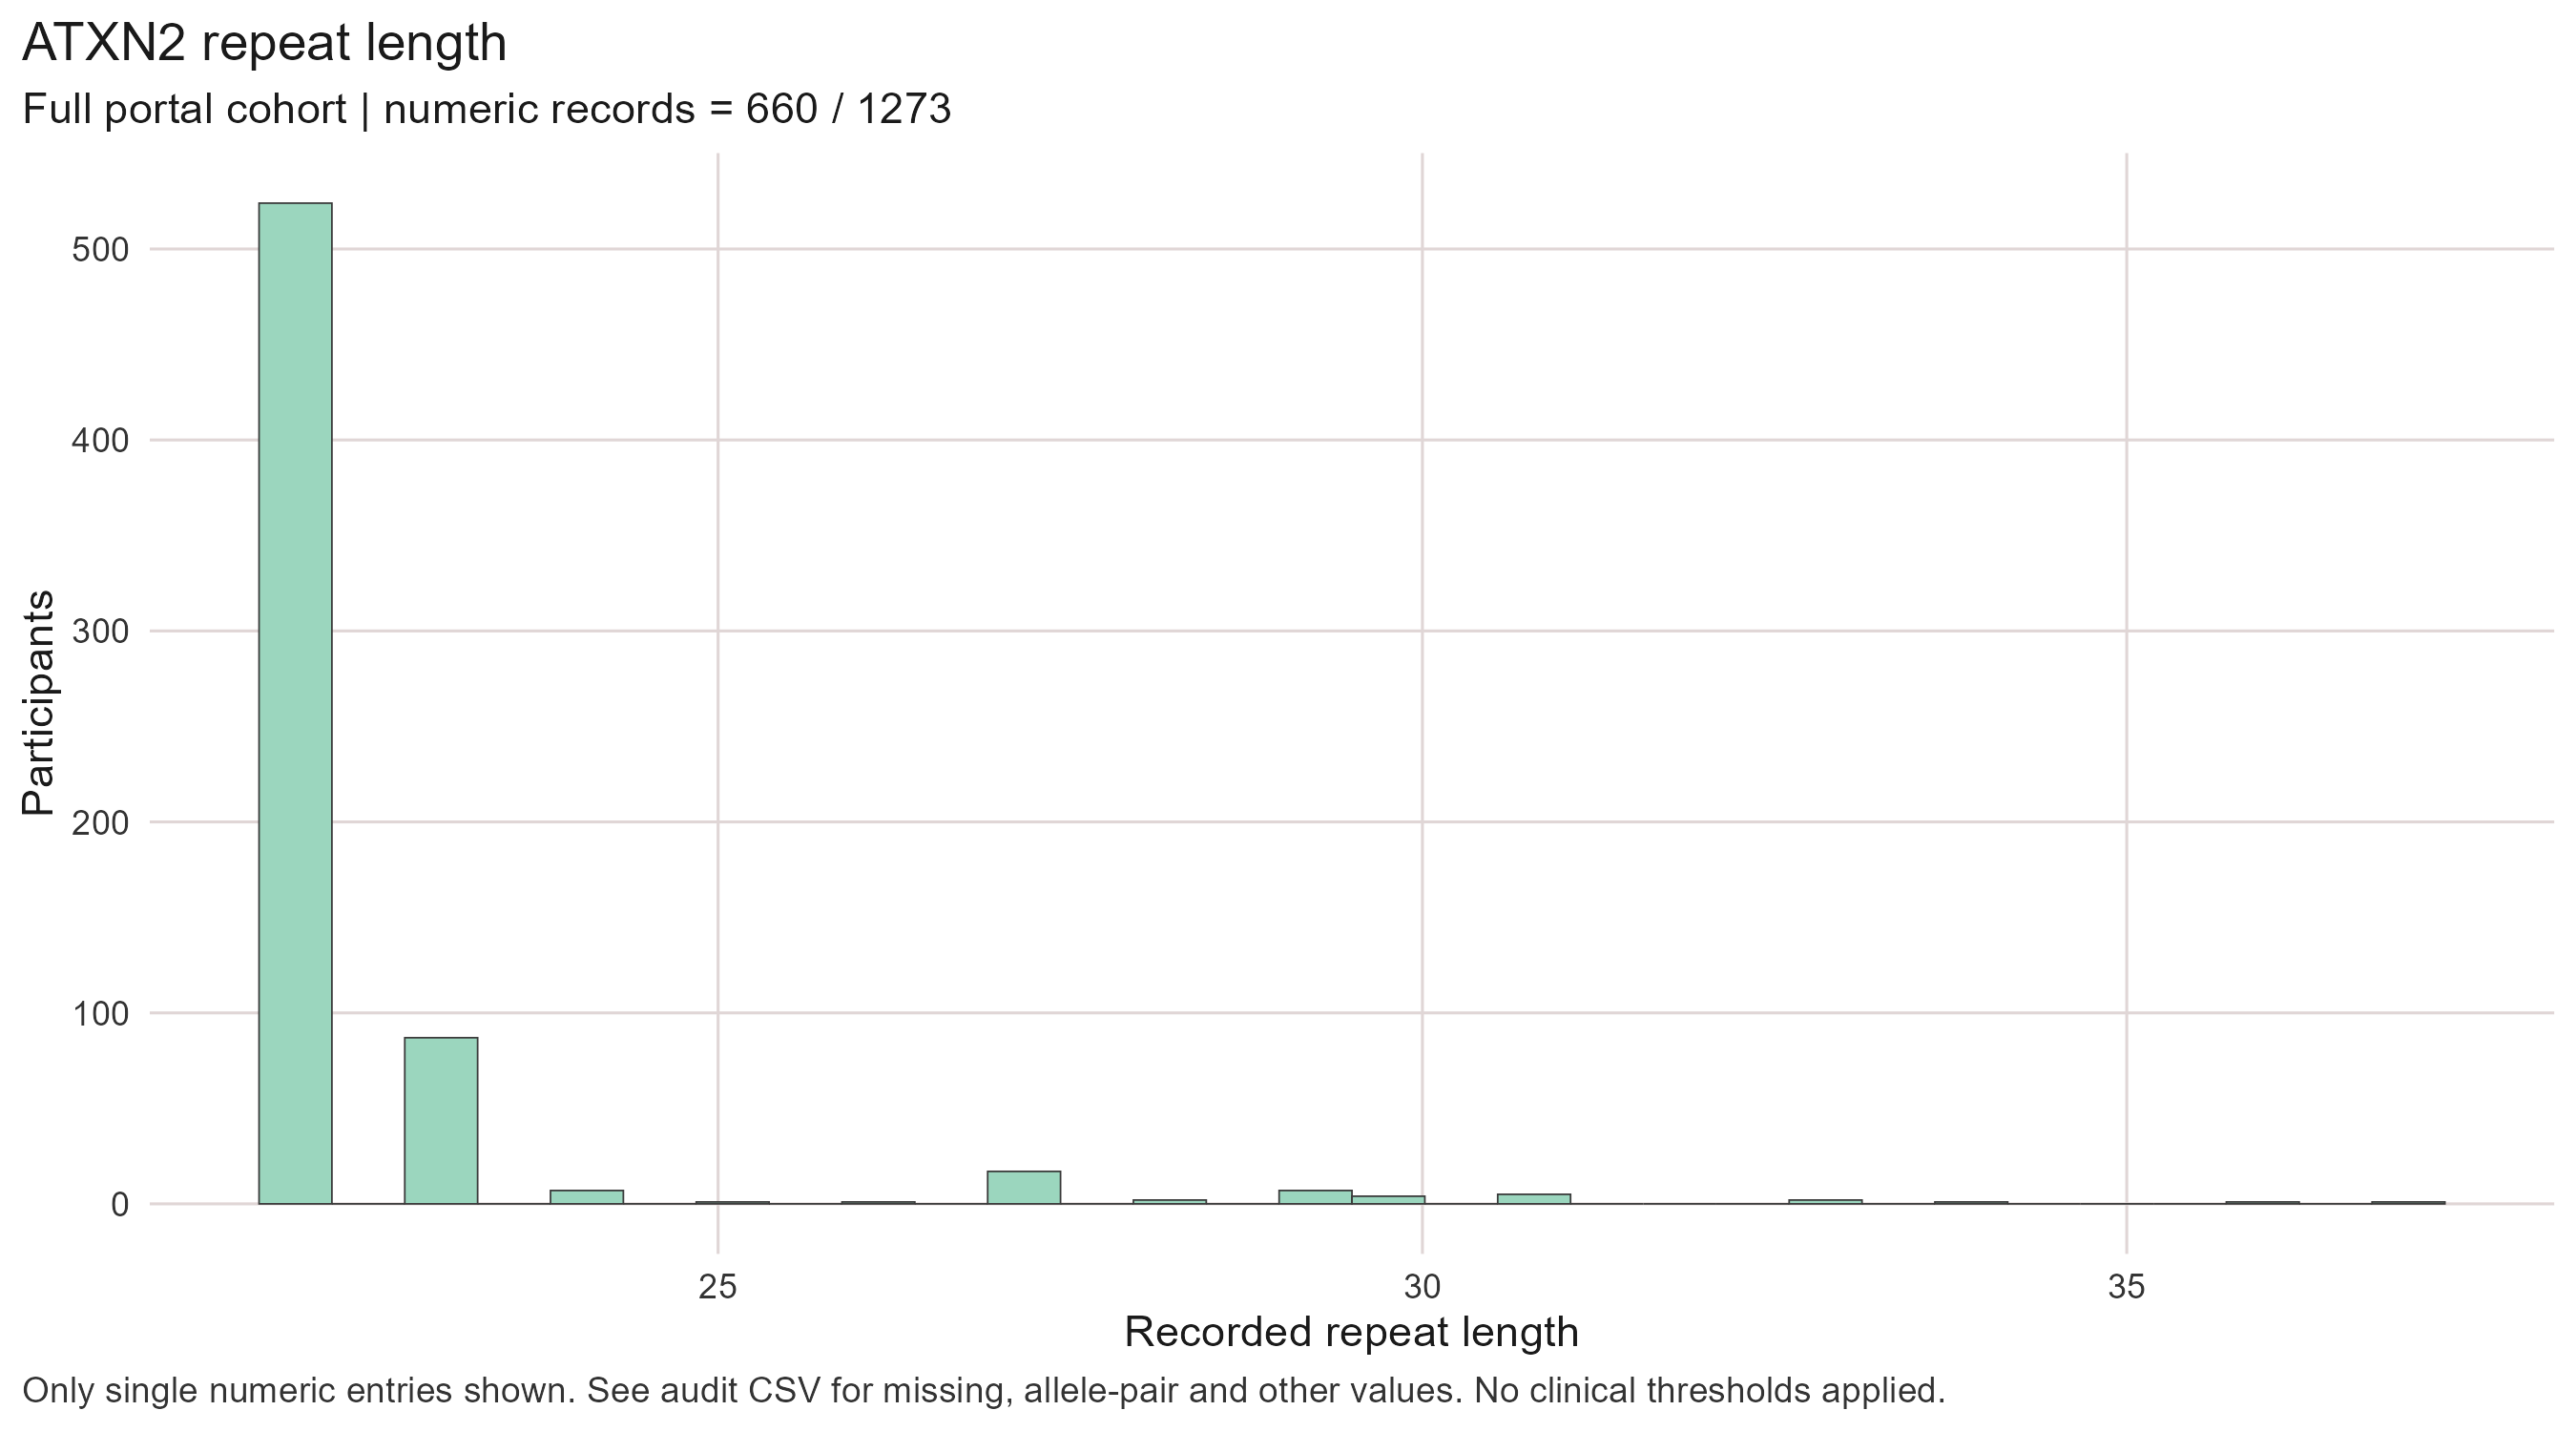 ATXN2 repeat length
Full portal cohort | numeric records = 660 / 1273
Participants
500
400
300
200
100
0
25 30 35
Recorded repeat length
Only single numeric entries shown. See audit CSV for missing, allele-pair and other values. No clinical thresholds applied.